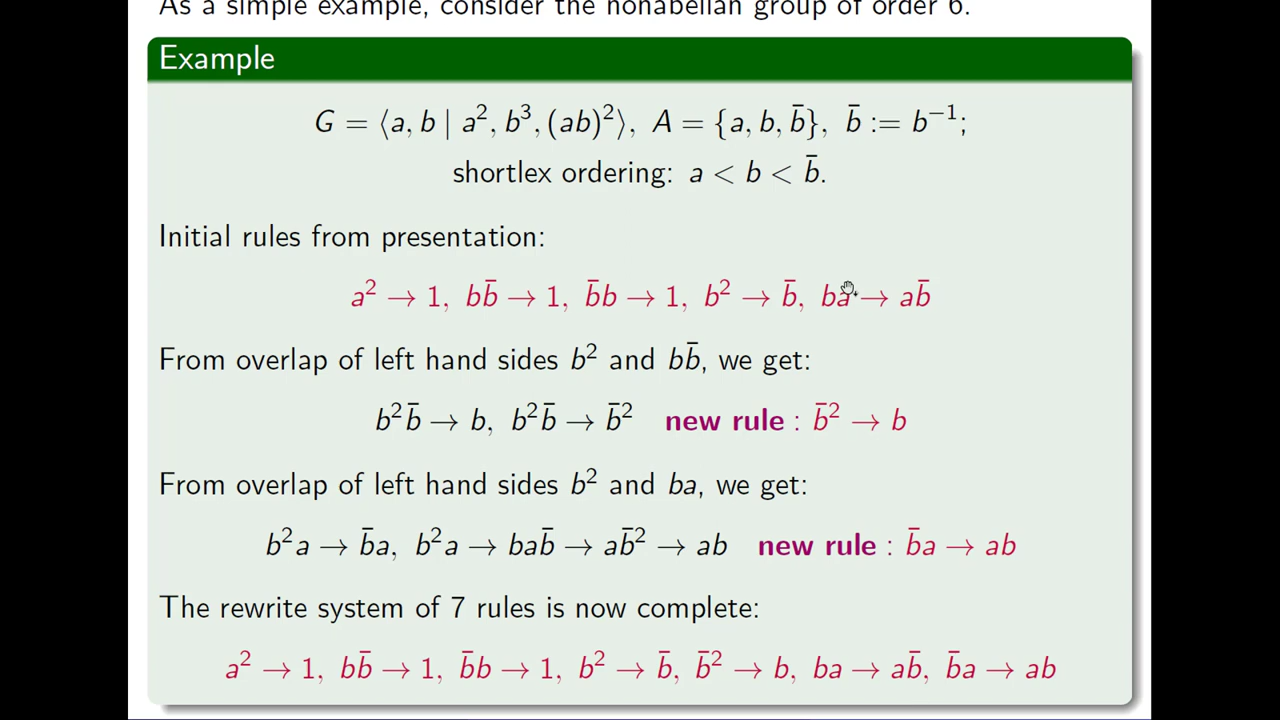 As a simple example, consider the nonabelian group of order 6.
Example
G = ⟨a, b | a², b³, (ab)²⟩, A = {a, b, b̄}, b̄ := b⁻¹;
shortlex ordering: a < b < b̄.
Initial rules from presentation:
a² → 1, bb̄ → 1, b̄b → 1, b² → b̄, ba → ab̄
From overlap of left hand sides b² and bb̄, we get:
b²b̄ → b, b²b̄ → b̄² new rule : b̄² → b
From overlap of left hand sides b² and ba, we get:
b²a → b̄a, b²a → bab̄ → ab̄² → ab new rule : b̄a → ab
The rewrite system of 7 rules is now complete:
a² → 1, bb̄ → 1, b̄b → 1, b² → b̄, b̄² → b, ba → ab̄, b̄a → ab